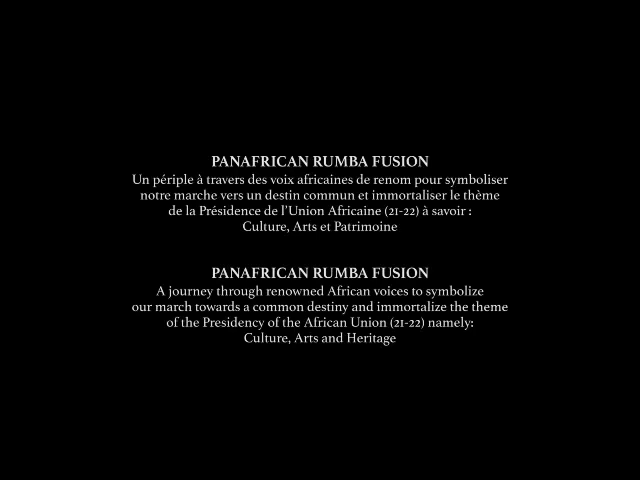 PANAFRICAN RUMBA FUSION
Un périple à travers des voix africaines de renom pour symboliser
notre marche vers un destin commun et immortaliser le thème
de la Présidence de l'Union Africaine (21-22) à savoir :
Culture, Arts et Patrimoine
PANAFRICAN RUMBA FUSION
A journey through renowned African voices to symbolize
our march towards a common destiny and immortalize the theme
of the Presidency of the African Union (21-22) namely:
Culture, Arts and Heritage